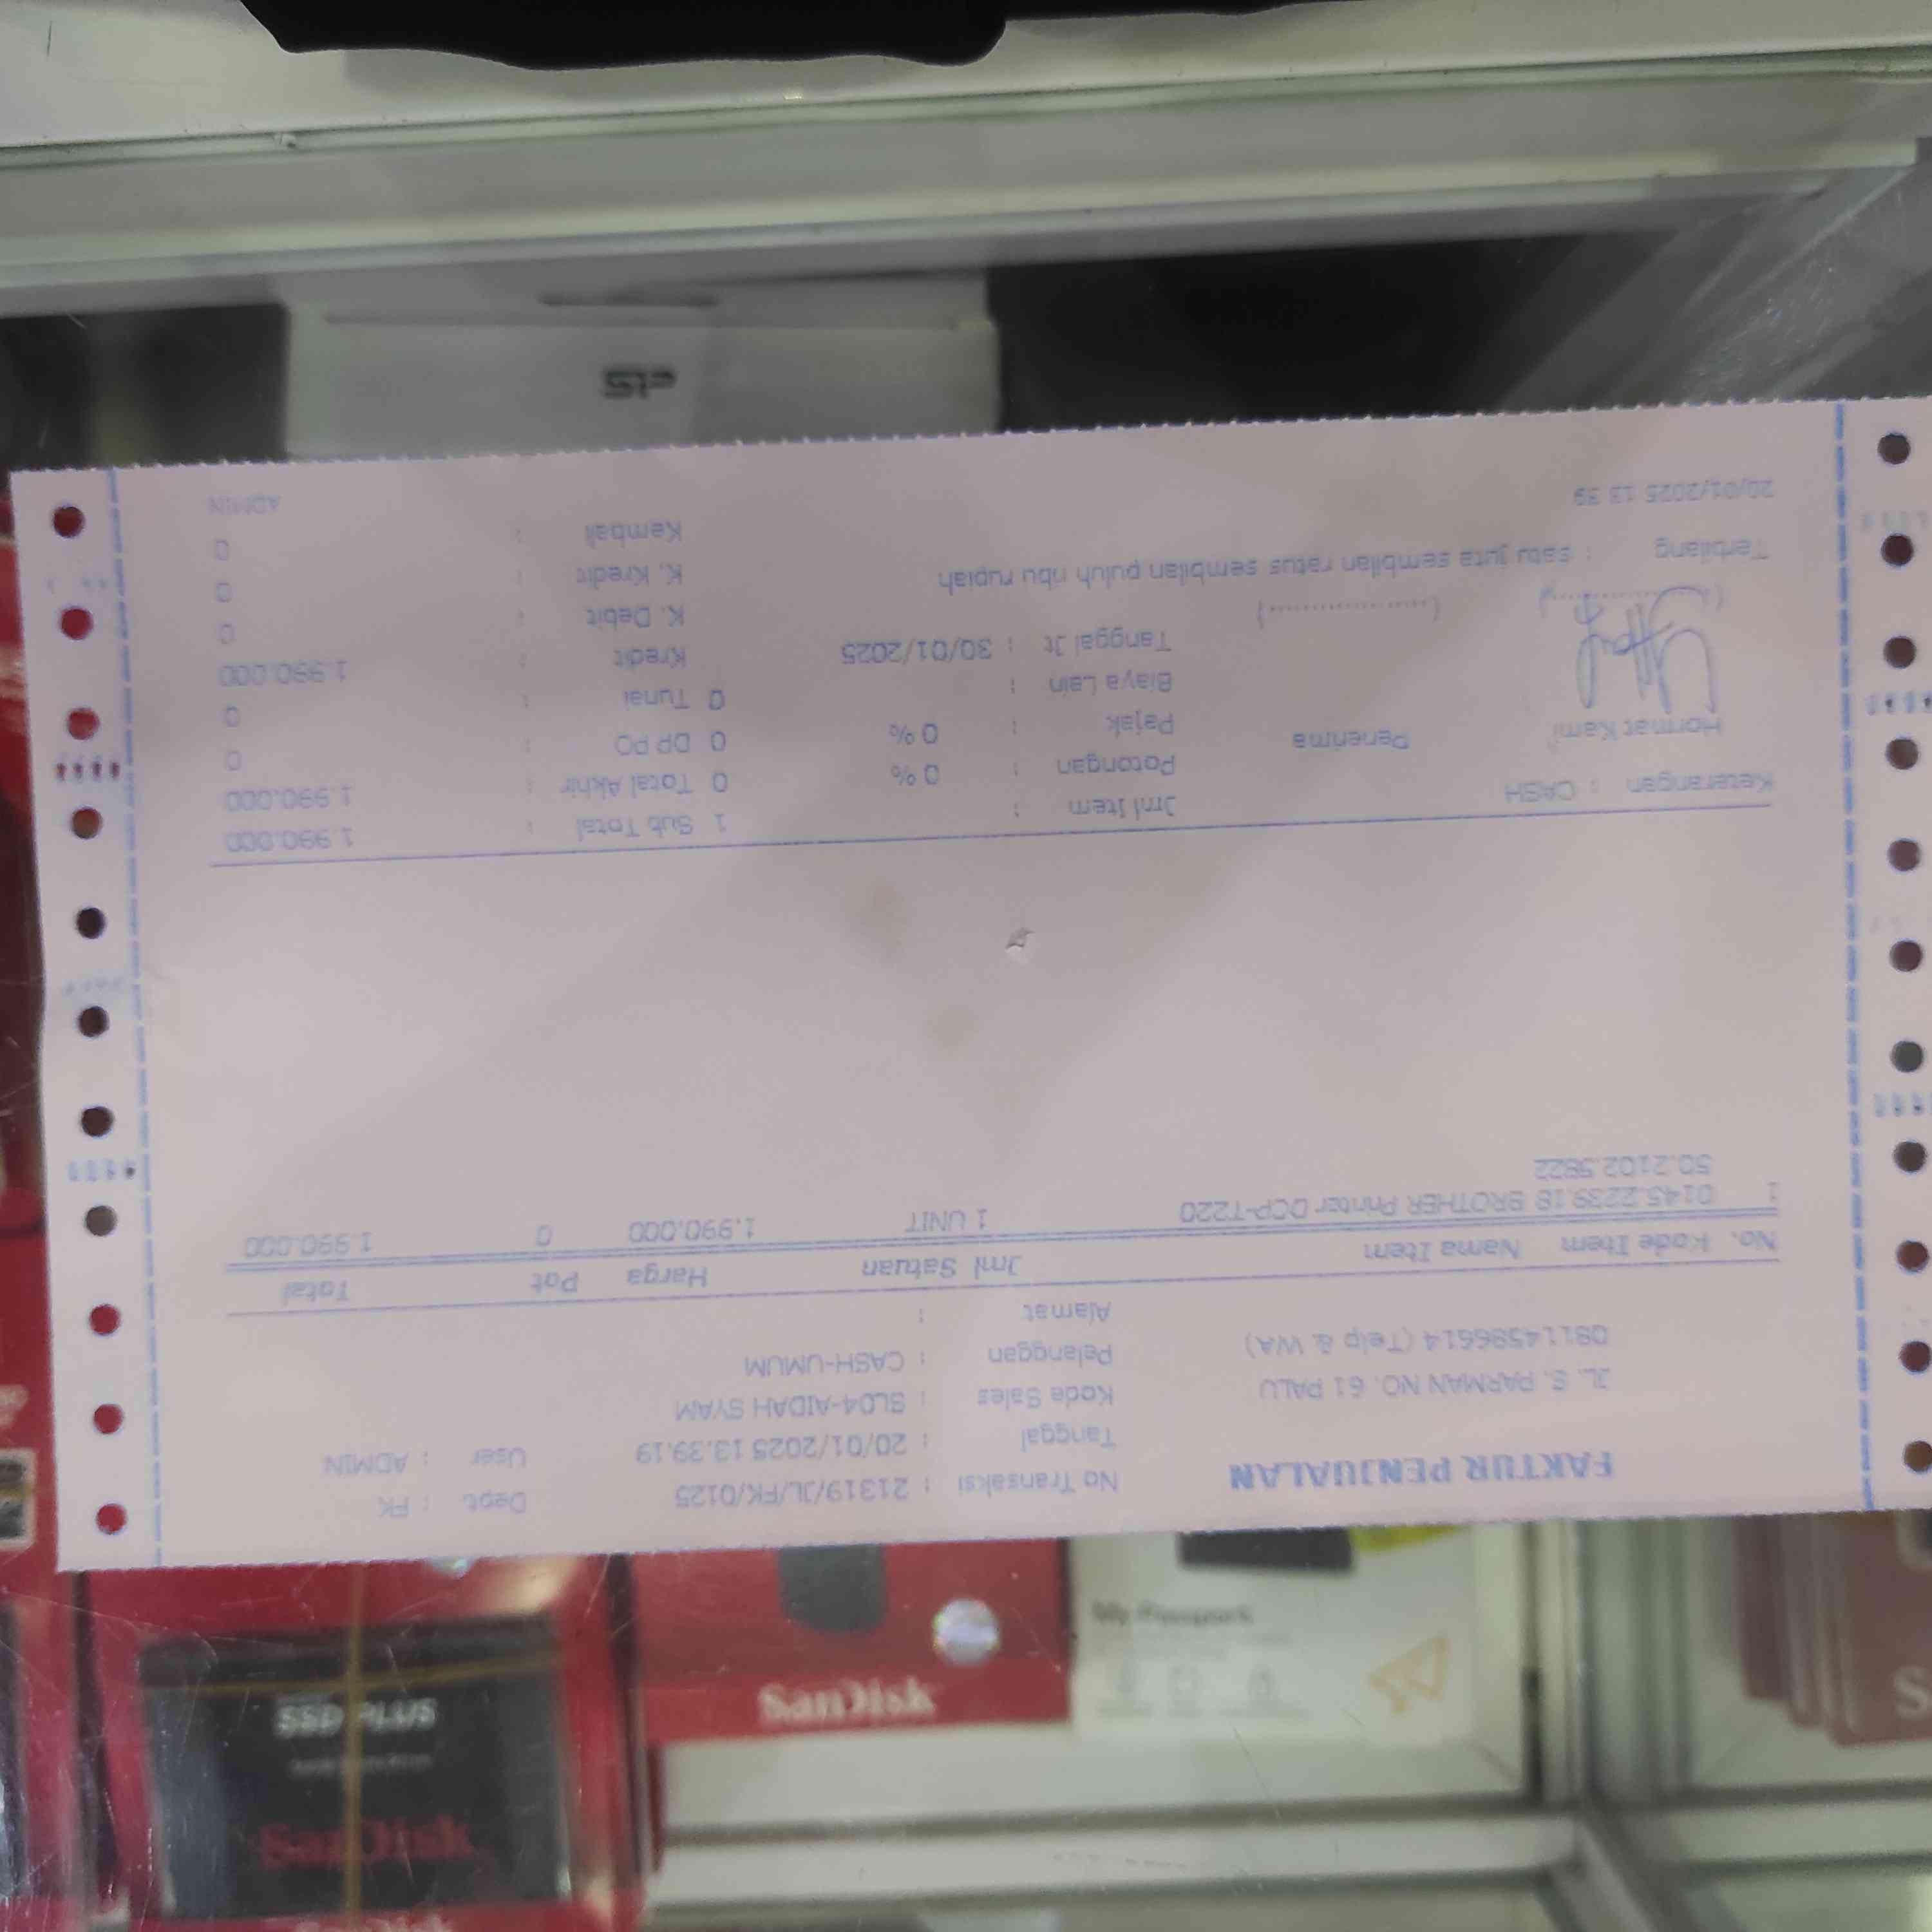 FAKTUR PENJUALAN
JL. S. PARMAN NO. 61 PALU
08114586614 (Telp & WA)
No Transaksi : 21319/JL/FK/0125
Tanggal : 20/01/2025 13.39.19
Kode Sales : SL04-AIDAH SYAM
Pelanggan : CASH-UMUM
Alamat :
Dept. : FK
User : ADMIN
No. Kode Item Nama Item Jml Satuan Harga Pot Total
1 0145.2239.18 BROTHER Printer DCP-T220 1 UNIT 1.990.000 0 1.990.000
50.2102.5822
Keterangan : CASH
Hormat Kami
Penerima
(..................)
(..................)
Jml Item : 1
Potongan : 0 % 0
Pajak : 0 % 0
Biaya Lain : 0
Tanggal Jt : 30/01/2025
Sub Total : 1.990.000
Total Akhir : 1.990.000
DP PO : 0
Tunai : 0
Kredit : 1.990.000
K. Debit : 0
K. Kredit : 0
Kembali : 0
Terbilang : satu juta sembilan ratus sembilan puluh ribu rupiah
20/01/2025 13 39
ADMIN
My Passport
SanDisk
SSD PLUS
SanDisk
SanDisk